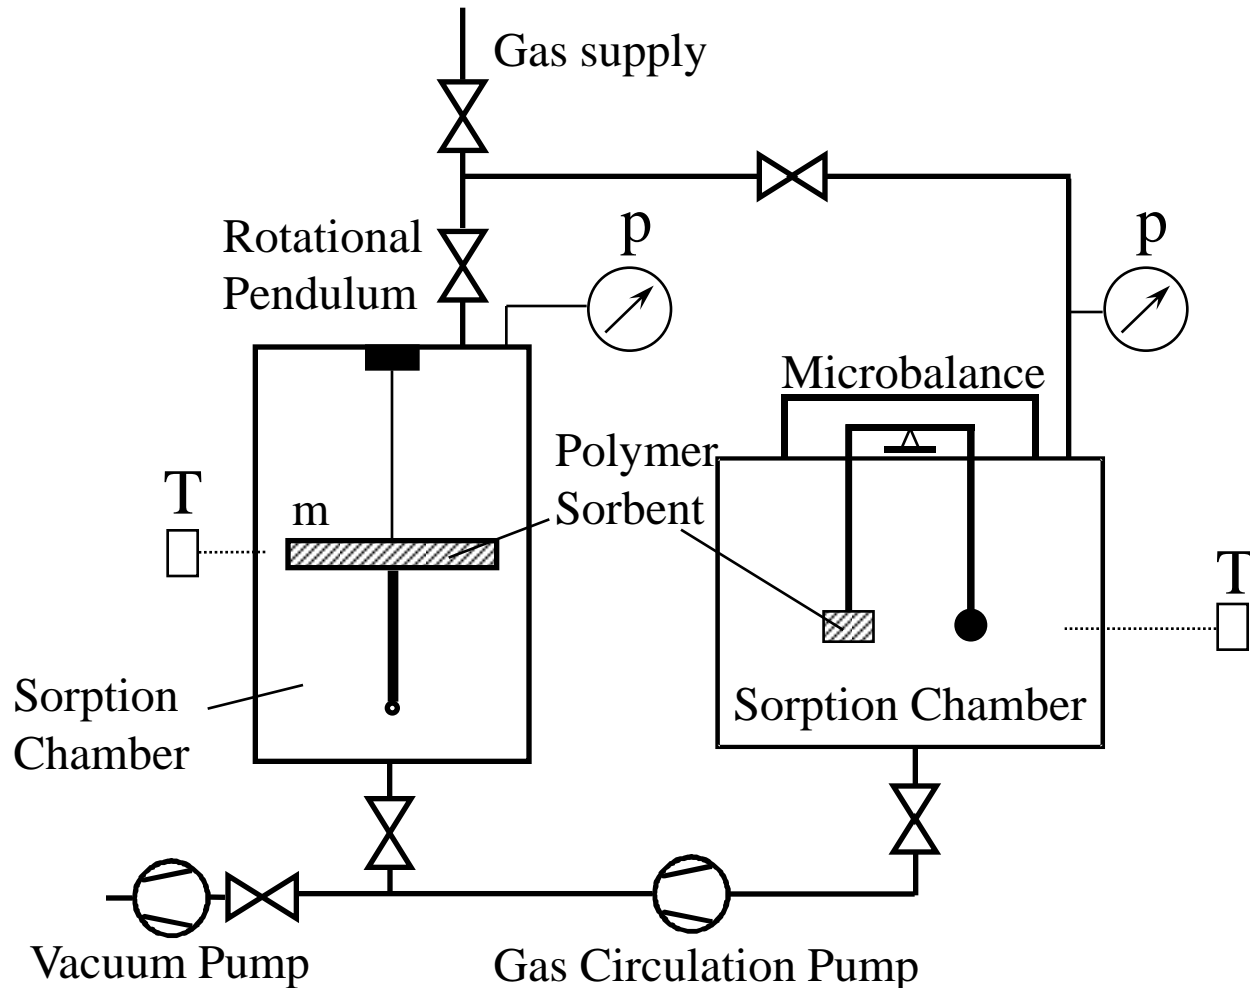 Gas supply
Rotational
Pendulum
p
p
Microbalance
Polymer
Sorbent
T
m
T
Sorption
Chamber
Sorption Chamber
Vacuum Pump
Gas Circulation Pump